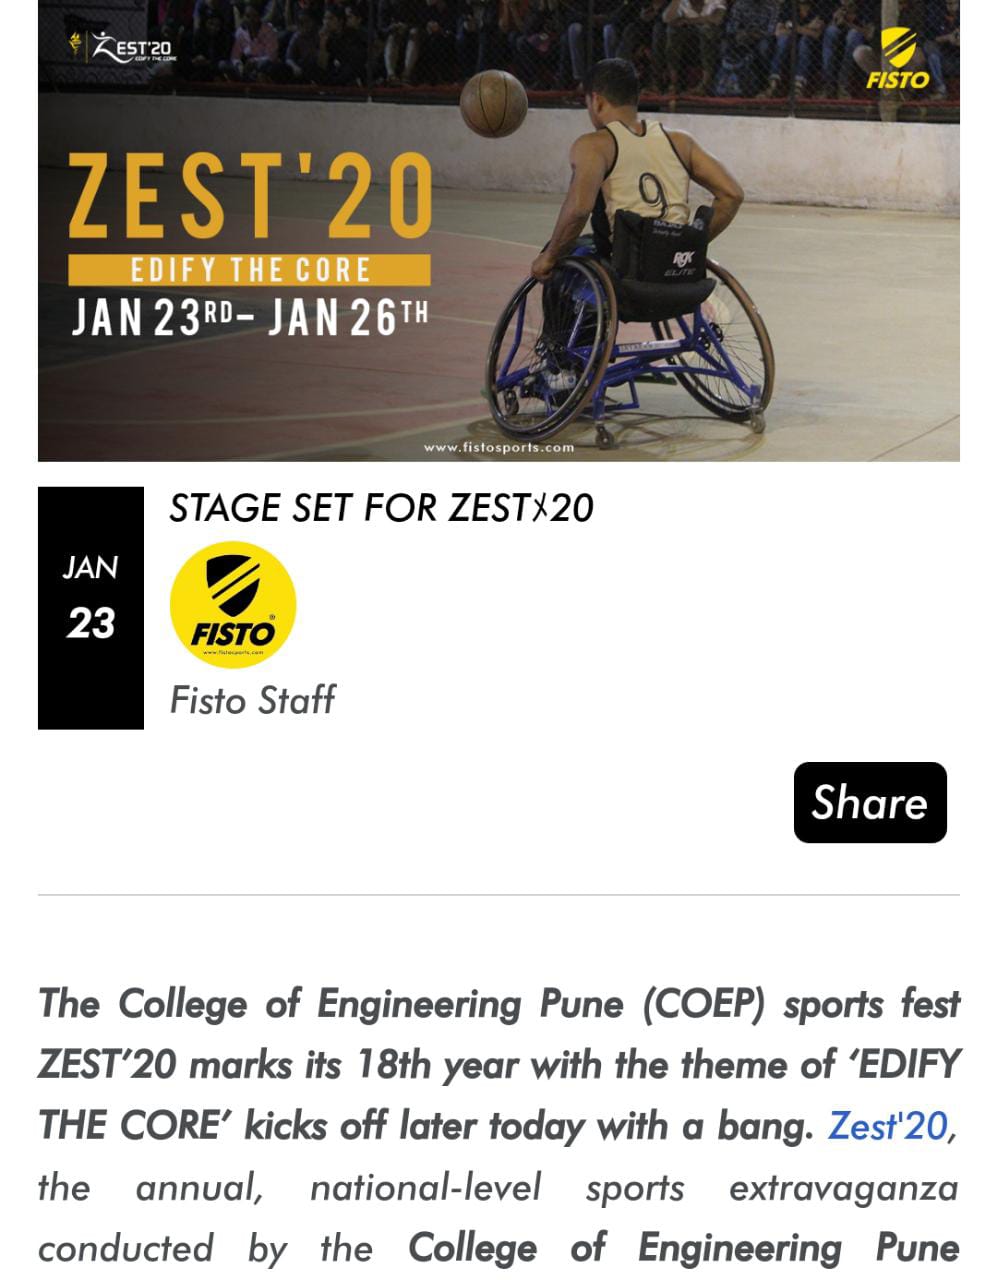 ZEST'20
EDIFY THE CORE
FISTO
ZEST'20
EDIFY THE CORE
JAN 23RD– JAN 26TH
9
RGK
ELITE
www.fistosports.com
JAN
23
STAGE SET FOR ZEST'20
FISTO
www.fistosports.com
Fisto Staff
Share
The College of Engineering Pune (COEP) sports fest
ZEST’20 marks its 18th year with the theme of ‘EDIFY
THE CORE’ kicks off later today with a bang. Zest'20,
the annual, national-level sports extravaganza
conducted by the College of Engineering Pune